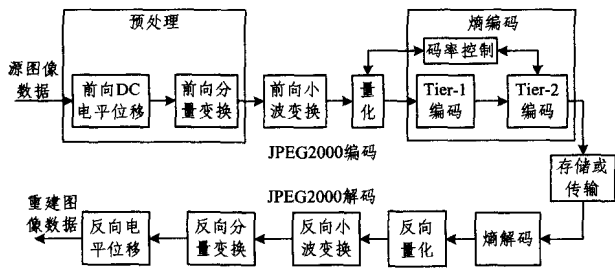 预处理
熵编码
码率控制
源图像
数据
前向DC
电平位移
前向分
量变换
前向小
波变换
量
化
Tier-1
编码
Tier-2
编码
JPEG2000编码
存储或
传输
JPEG2000解码
重建图
像数据
反向电
平位移
反向分
量变换
反向小
波变换
反向
量化
熵解码